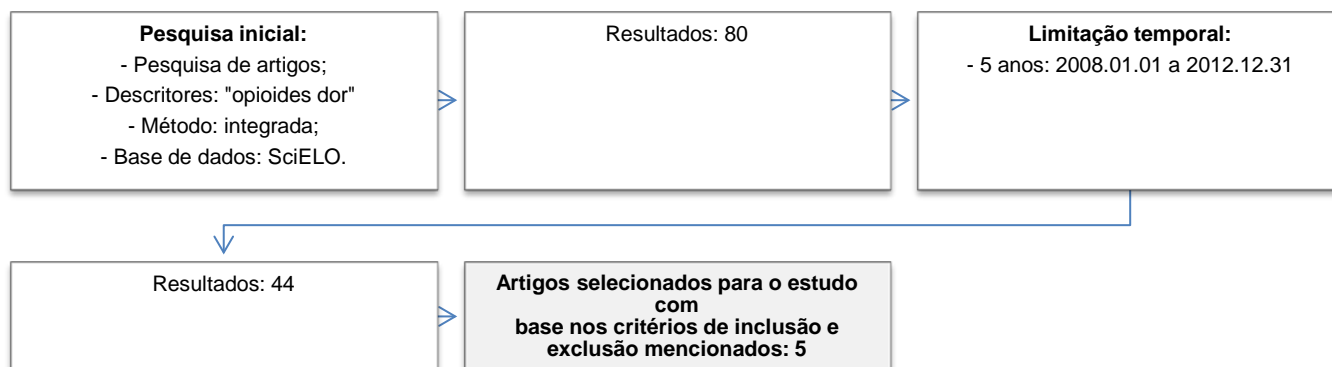 Pesquisa inicial:
- Pesquisa de artigos;
- Descritores: "opioides dor"
- Método: integrada;
- Base de dados: SciELO.
Resultados: 80
Limitação temporal:
- 5 anos: 2008.01.01 a 2012.12.31
Resultados: 44
Artigos selecionados para o estudo
com
base nos critérios de inclusão e
exclusão mencionados: 5